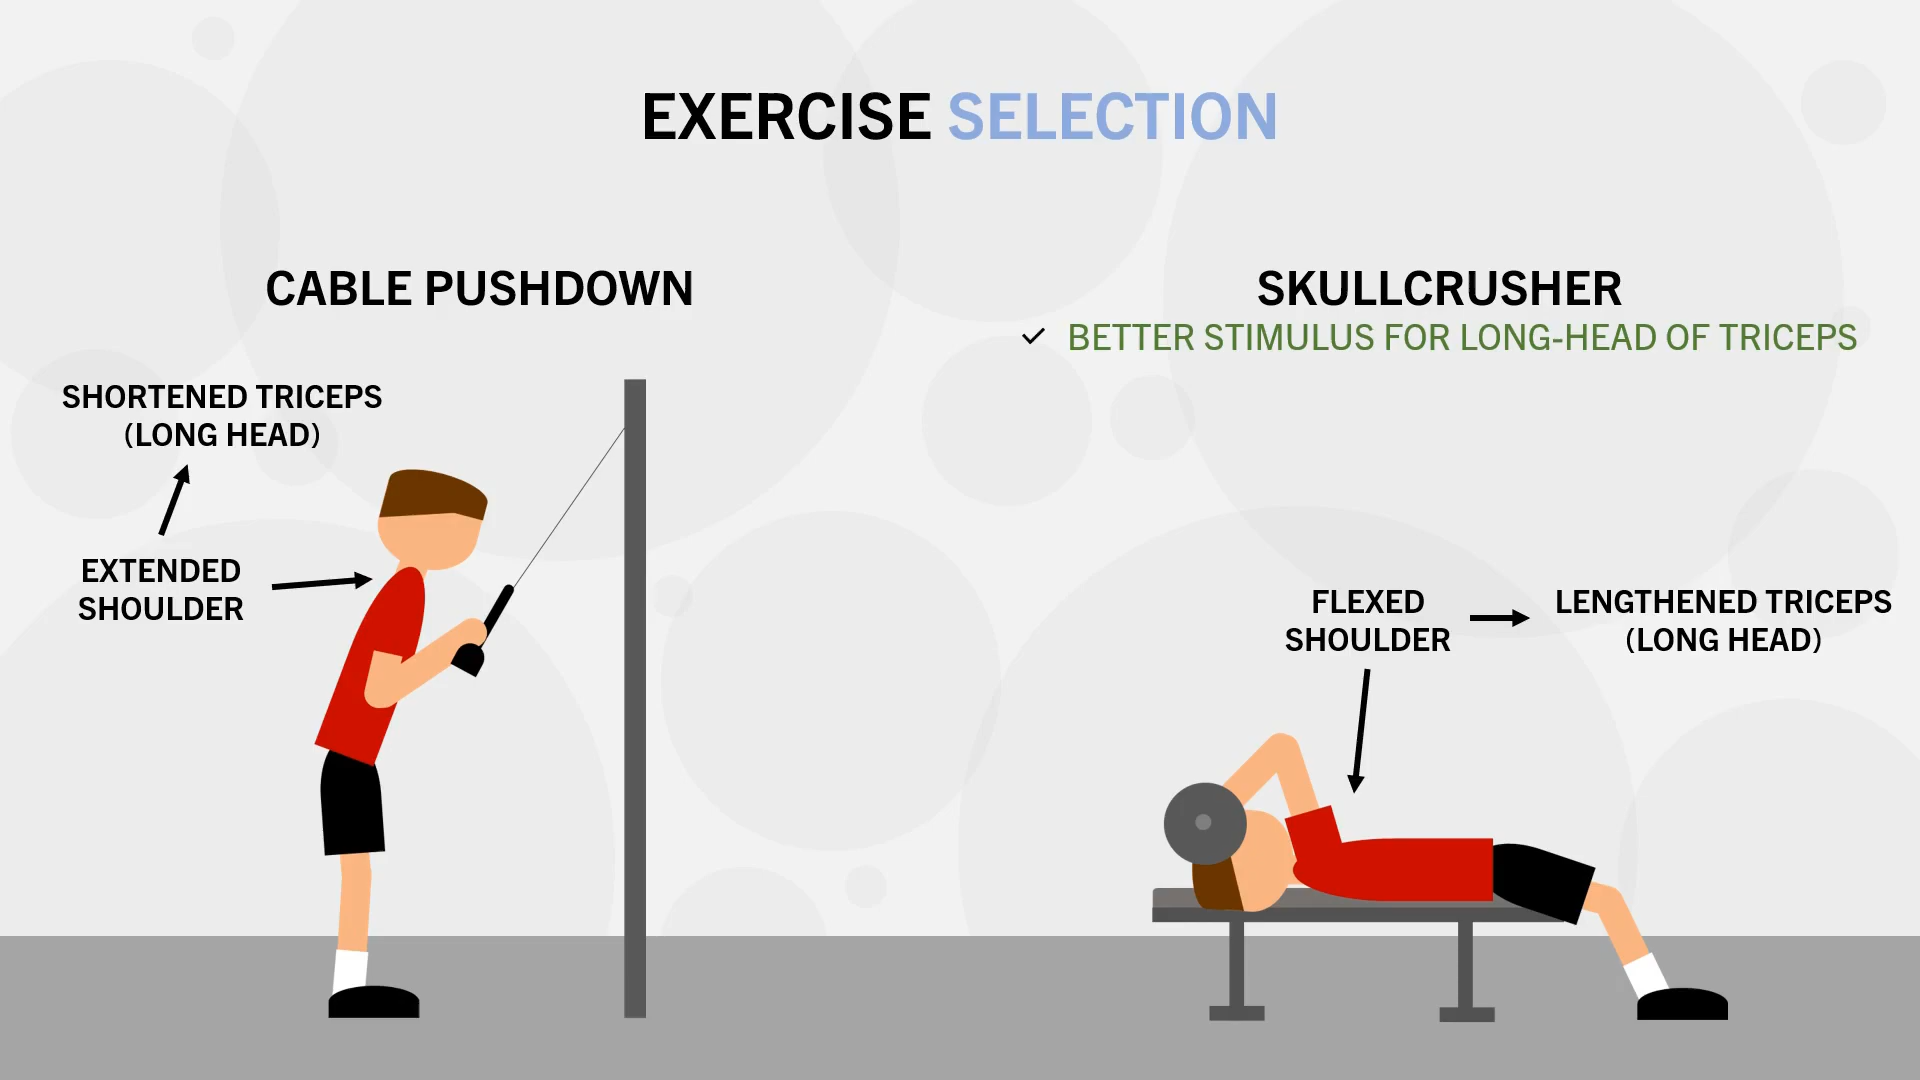 EXERCISE SELECTION
CABLE PUSHDOWN
SHORTENED TRICEPS
(LONG HEAD)
EXTENDED
SHOULDER
SKULLCRUSHER
BETTER STIMULUS FOR LONG-HEAD OF TRICEPS
FLEXED
SHOULDER
LENGTHENED TRICEPS
(LONG HEAD)